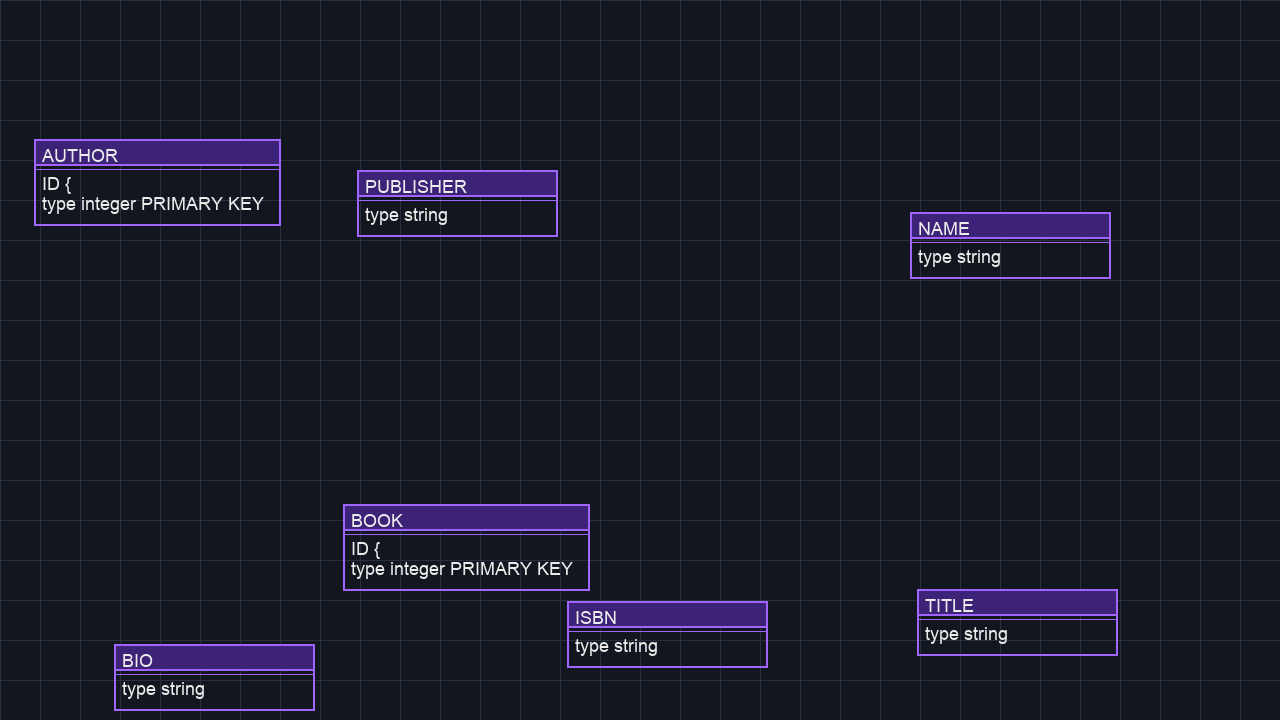 AUTHOR
ID {
type integer PRIMARY KEY
PUBLISHER
type string
NAME
type string
BOOK
ID {
type integer PRIMARY KEY
ISBN
type string
TITLE
type string
BIO
type string